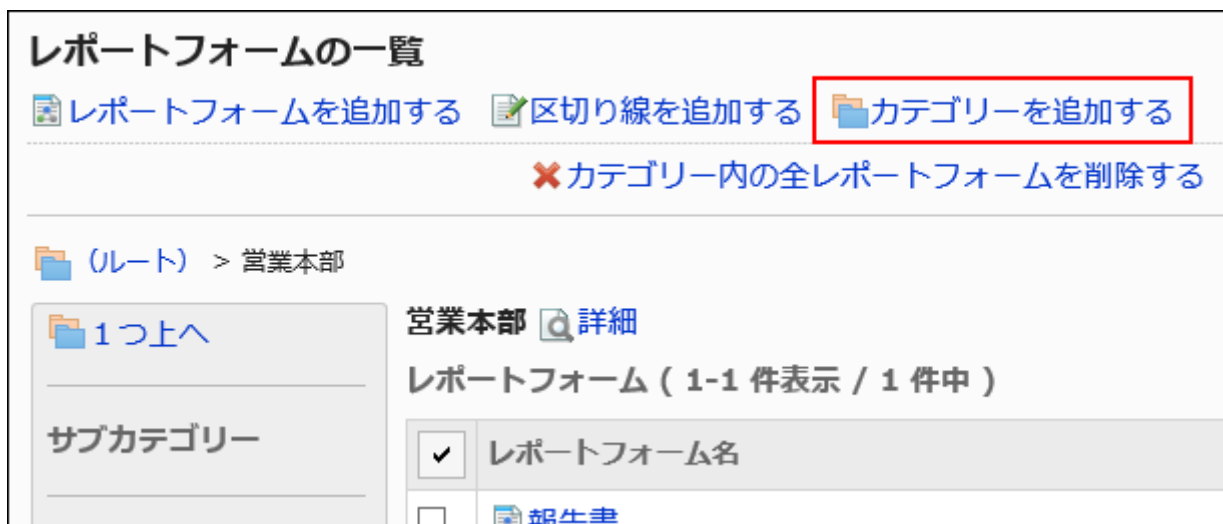 レポートフォームの一覧
レポートフォームを追加する 区切り線を追加する カテゴリーを追加する
カテゴリー内の全レポートフォームを削除する
(ルート) > 営業本部
1つ上へ
サブカテゴリー
営業本部 詳細
レポートフォーム ( 1-1 件表示 / 1 件中 )
レポートフォーム名
報告書